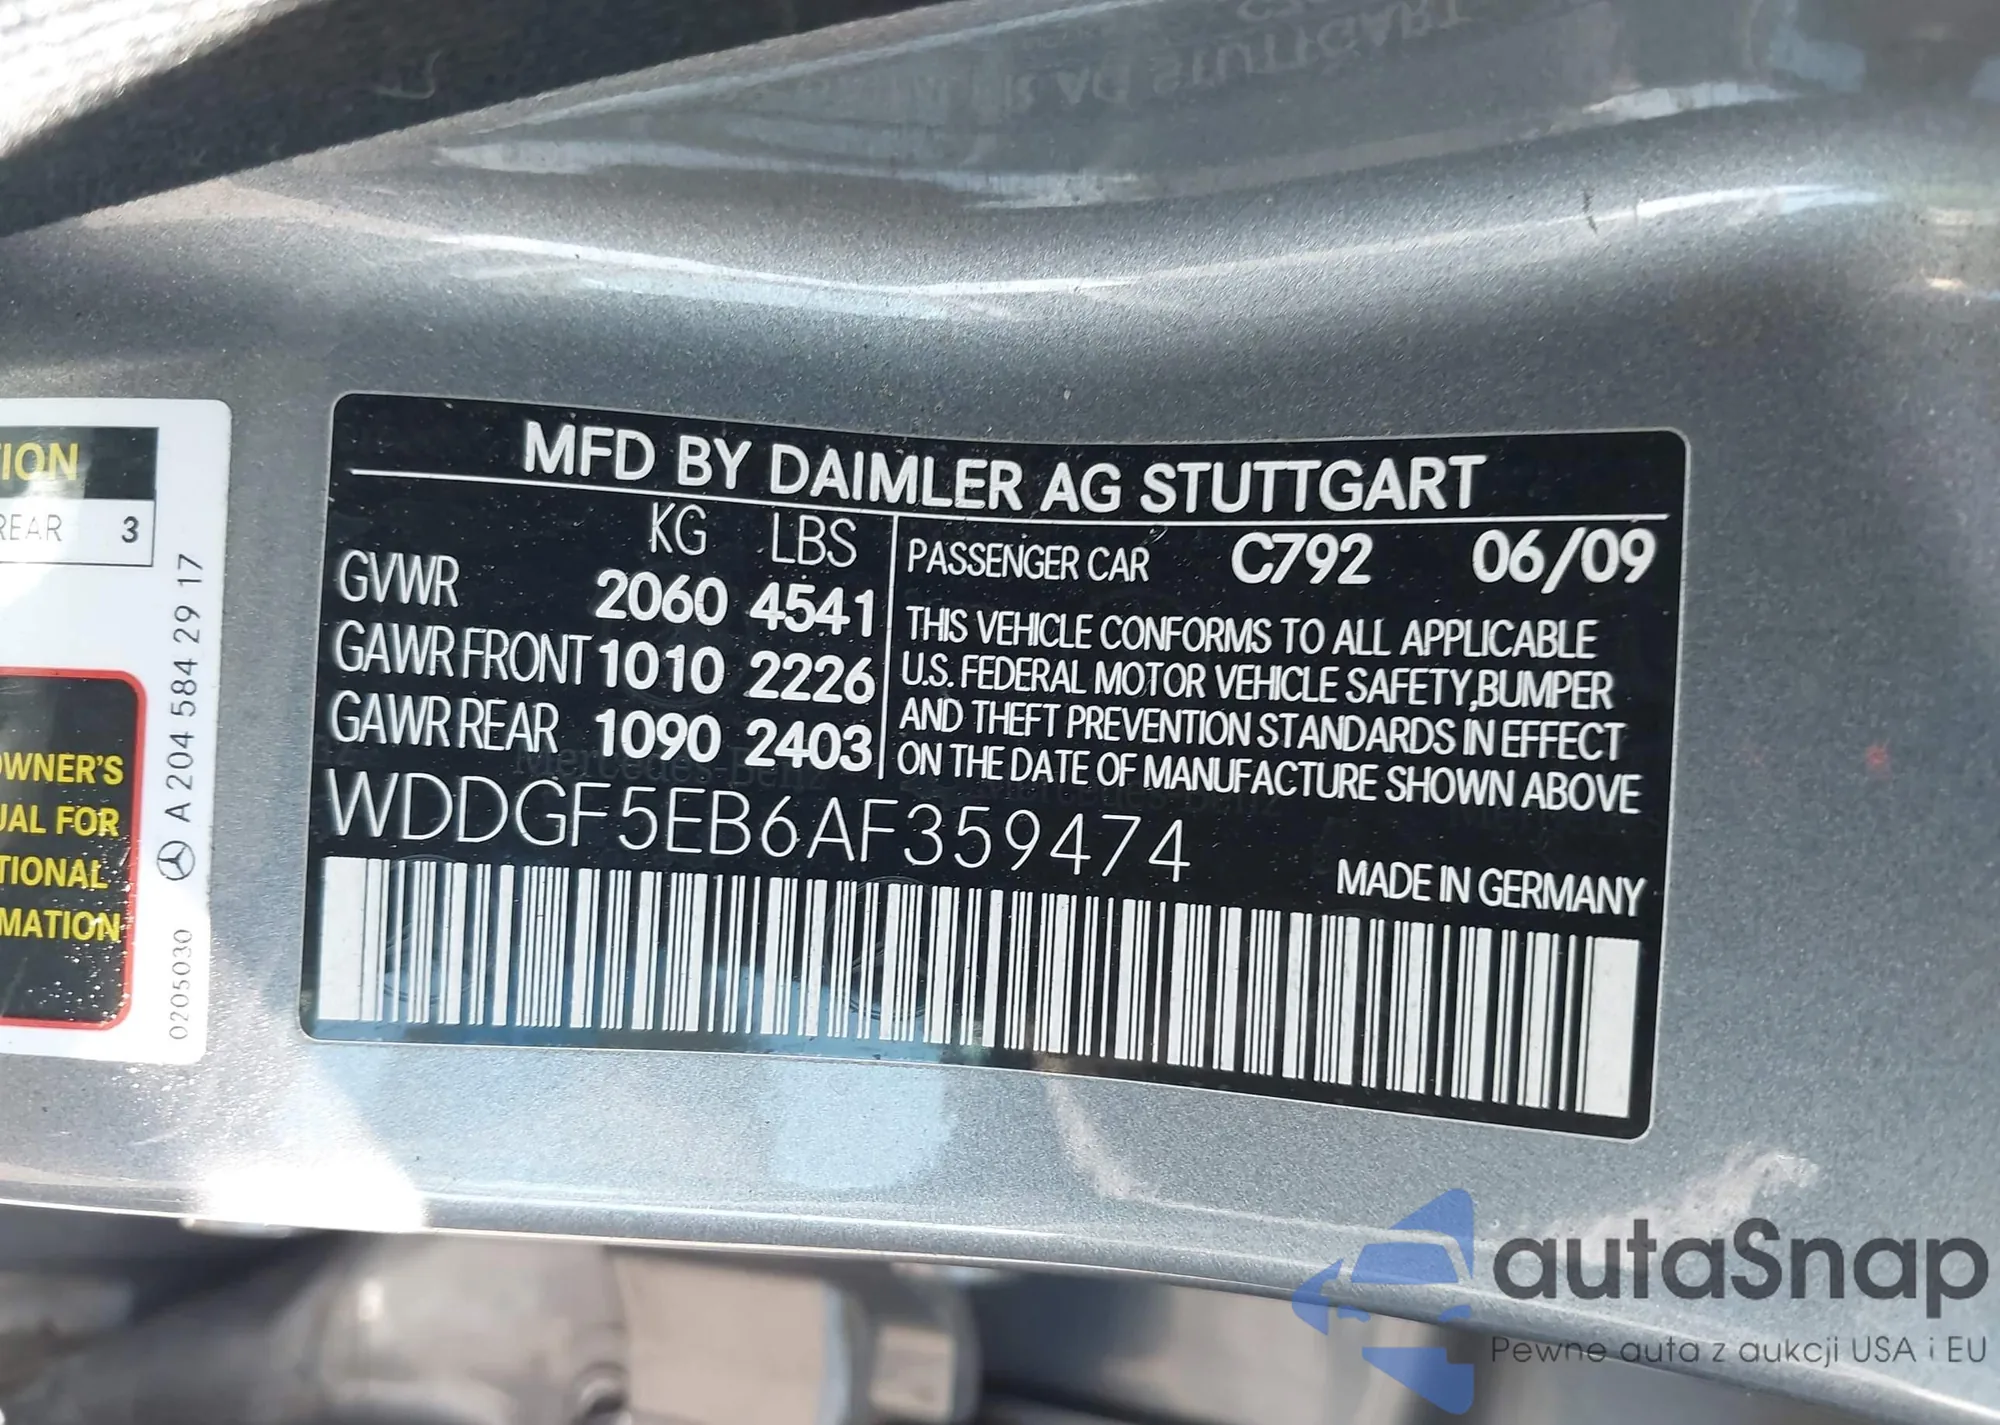 TION
REAR 3
OWNER'S
UAL FOR
TIONAL
MATION
A 204 584 29 17
0205030
MFD BY DAIMLER AG STUTTGART
KG LBS
GVWR 2060 4541
GAWR FRONT 1010 2226
GAWR REAR 1090 2403
PASSENGER CAR C792 06/09
THIS VEHICLE CONFORMS TO ALL APPLICABLE
U.S. FEDERAL MOTOR VEHICLE SAFETY,BUMPER
AND THEFT PREVENTION STANDARDS IN EFFECT
ON THE DATE OF MANUFACTURE SHOWN ABOVE
WDDGF5EB6AF359474
MADE IN GERMANY
autaSnap
Pewne auta z aukcji USA i EU